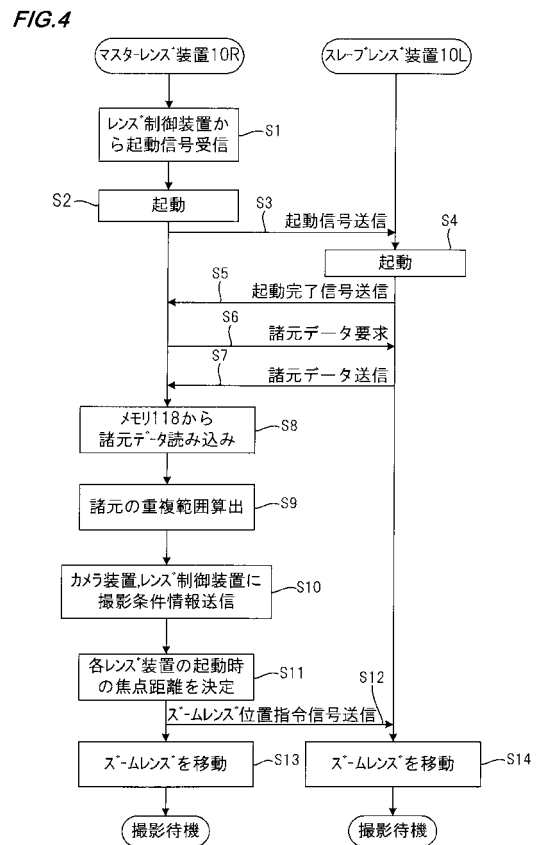 FIG.4
マスターレンズ装置10R
スレーブレンズ装置10L
レンズ制御装置か
ら起動信号受信
S1
S2
起動
S3
起動信号送信
S4
起動
S5
起動完了信号送信
S6
諸元データ要求
S7
諸元データ送信
メモリ118から
諸元データ読み込み
S8
諸元の重複範囲算出
S9
カメラ装置,レンズ制御装置に
撮影条件情報送信
S10
各レンズ装置の起動時
の焦点距離を決定
S11
S12
ズームレンズ位置指令信号送信
ズームレンズを移動
S13
ズームレンズを移動
S14
撮影待機
撮影待機